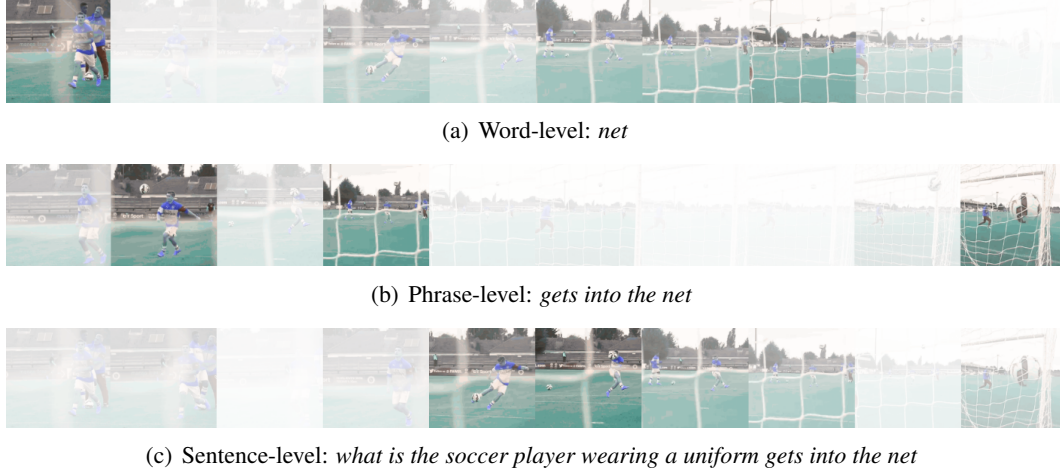 (a) Word-level: net
(b) Phrase-level: gets into the net
(c) Sentence-level: what is the soccer player wearing a uniform gets into the net